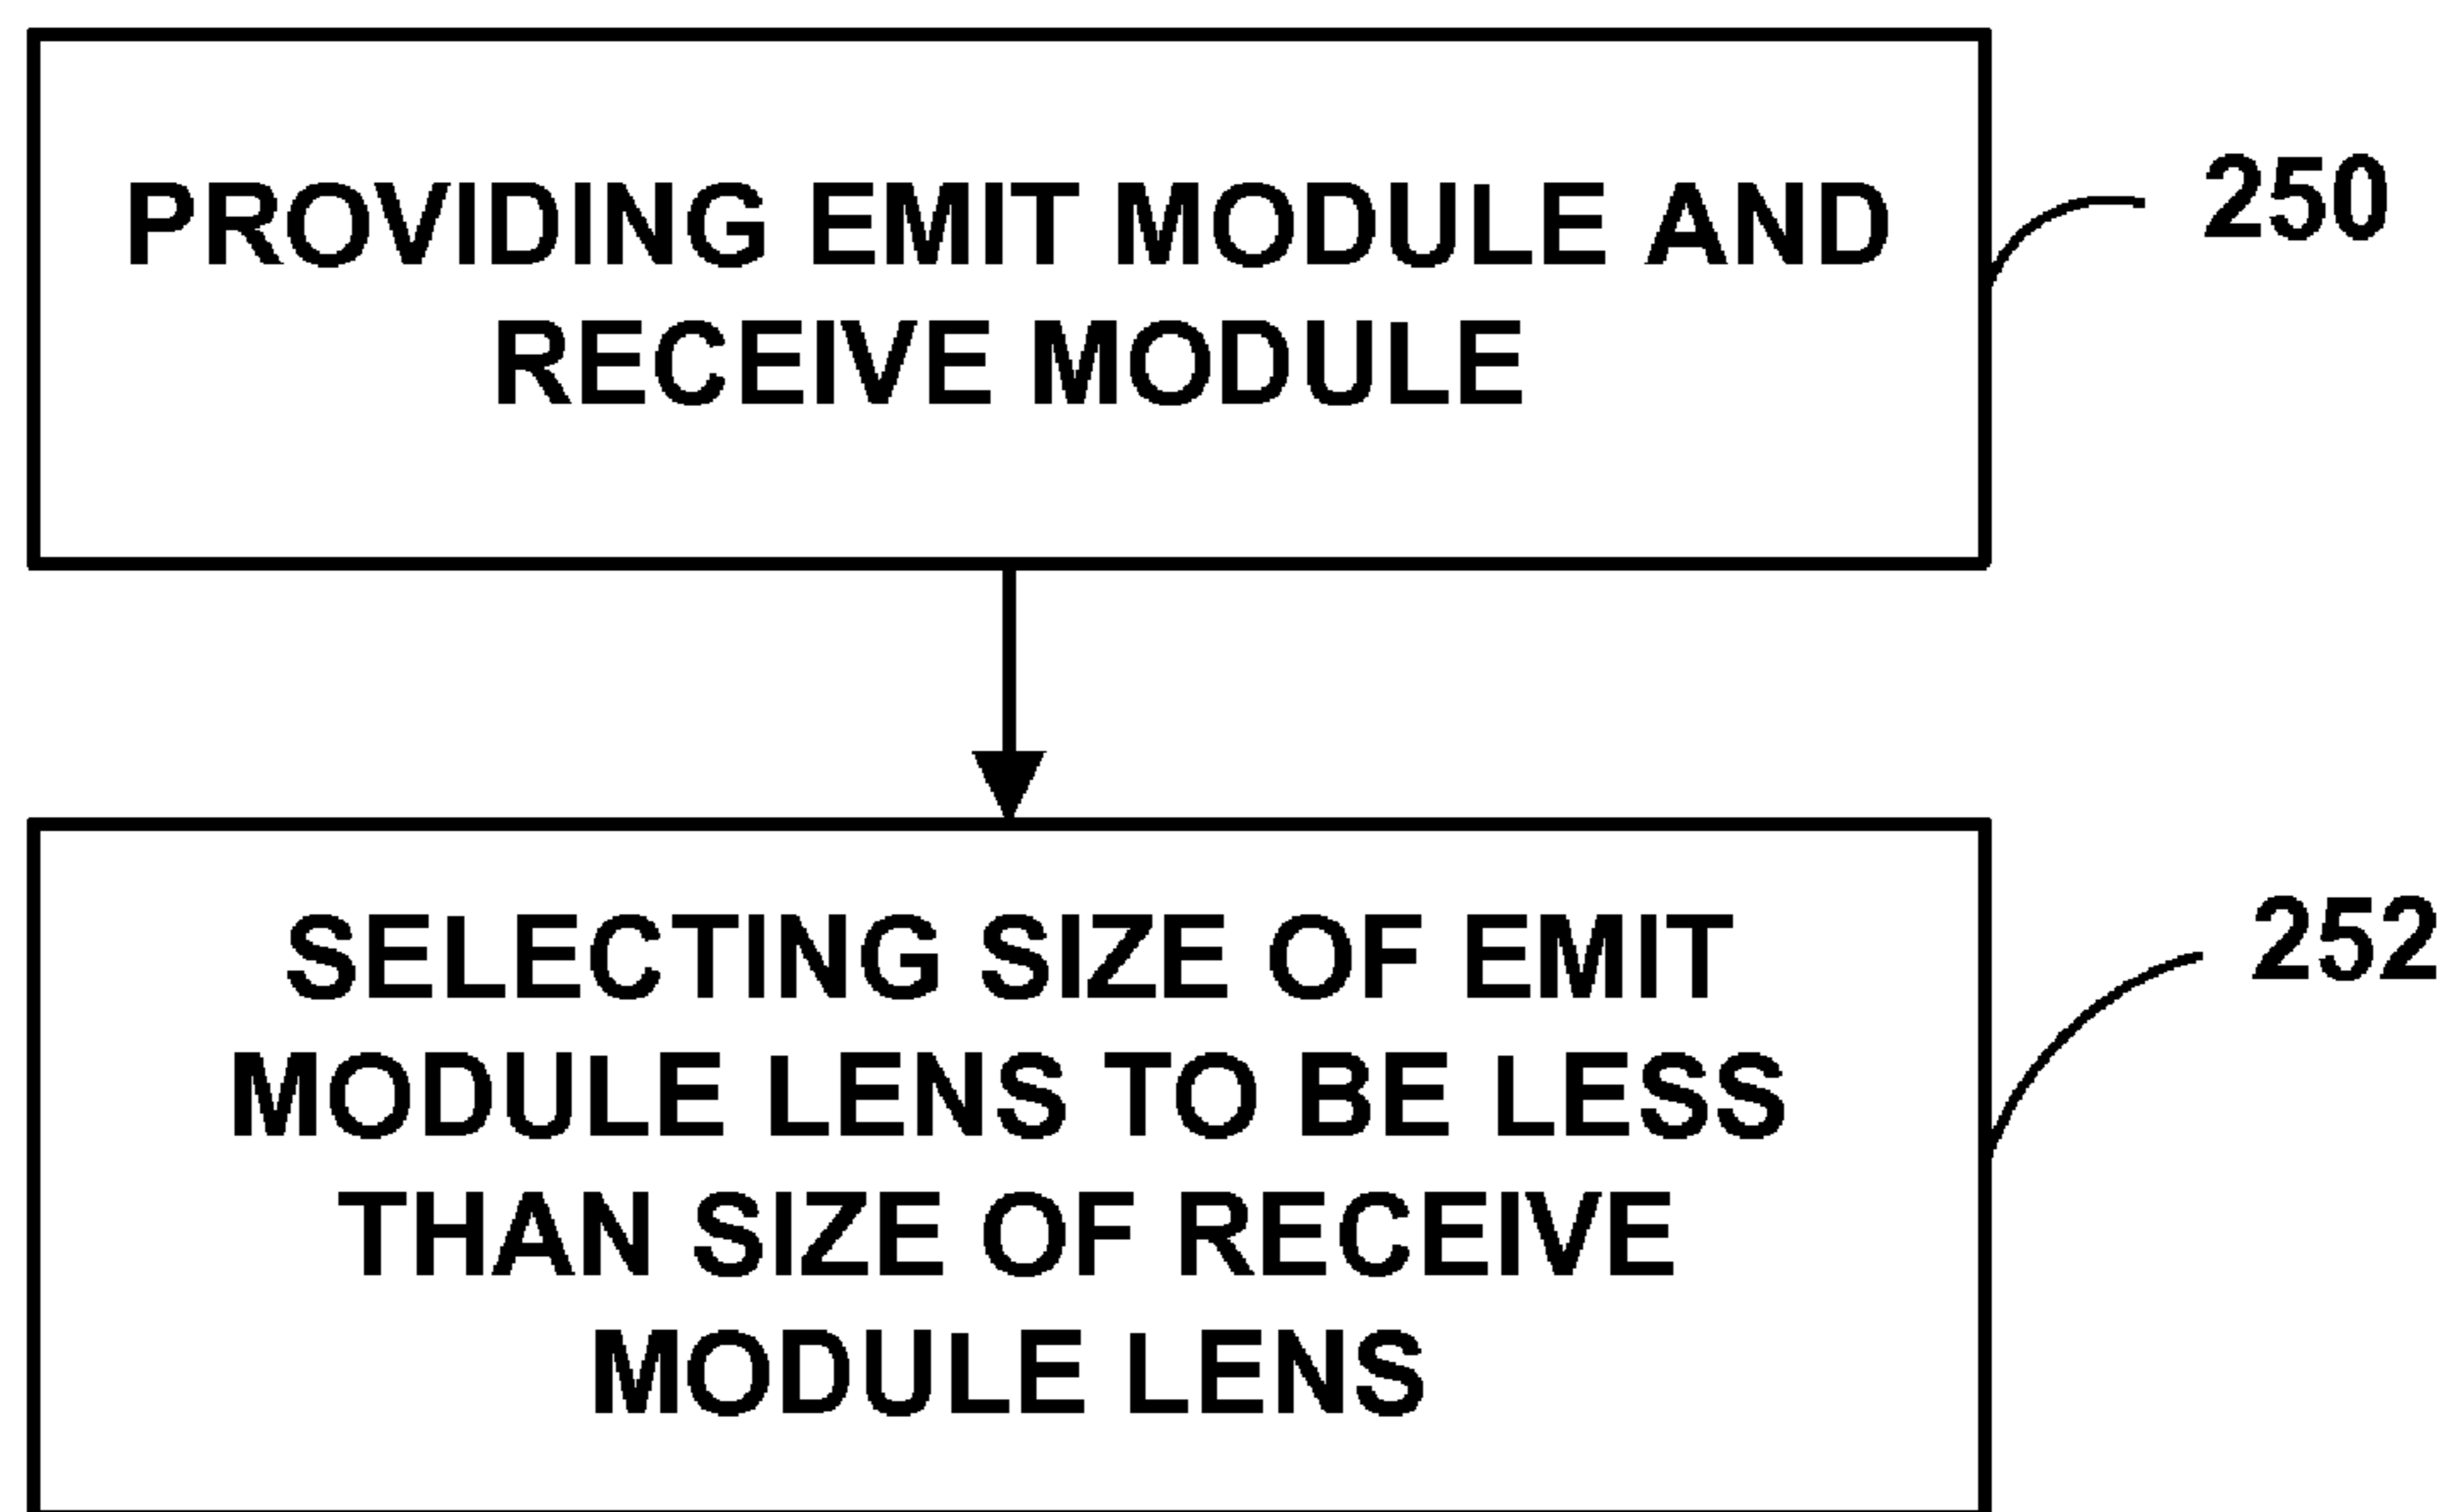 PROVIDING EMIT MODULE AND
RECEIVE MODULE
250
SELECTING SIZE OF EMIT
MODULE LENS TO BE LESS
THAN SIZE OF RECEIVE
MODULE LENS
252